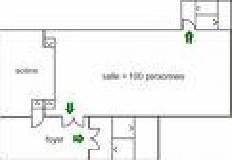 scène
salle = 100 personnes
foyer